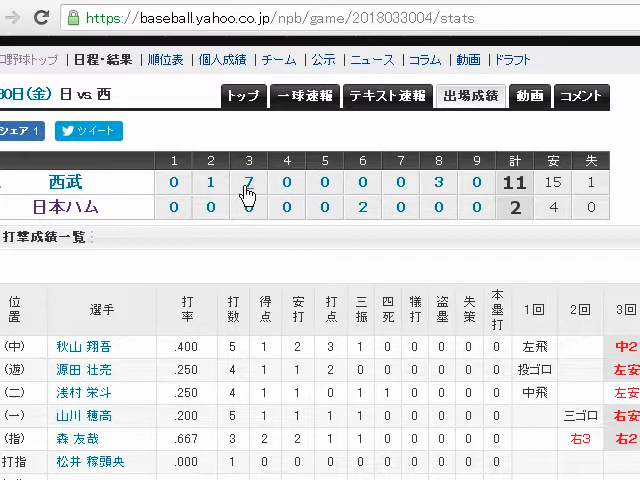 https://baseball.yahoo.co.jp/npb/game/2018033004/stats
ロ野球トップ | 日程・結果 | 順位表 | 個人成績 | チーム | 公示 | ニュース | コラム | 動画 | ドラフト
30日(金) 日 vs. 西 トップ 一球速報 テキスト速報 出場成績 動画 コメント
シェア 1 ツイート
1 2 3 4 5 6 7 8 9 計 安 失
西武 0 1 7 0 0 0 0 3 0 11 15 1
日本ハム 0 0 0 0 0 2 0 0 0 2 4 0
打撃成績一覧
位置 選手 打率 打数 得点 安打 打点 三振 四死 犠打 盗塁 失策 本塁打 1回 2回 3回
(中) 秋山 翔吾 .400 5 1 2 3 1 0 0 0 0 0 左飛 中2
(遊) 源田 壮亮 .250 4 1 1 2 0 0 0 0 0 0 投ゴロ 左安
(二) 浅村 栄斗 .250 4 1 1 1 0 1 1 0 0 0 0 中飛 左安
(一) 山川 穂高 .200 5 1 1 1 1 0 0 0 0 0 三ゴロ 右安
(指) 森 友哉 .667 3 2 2 1 1 0 0 0 0 0 右3 右2
打指 松井 稼頭央 .000 1 0 0 0 0 0 0 0 0 0